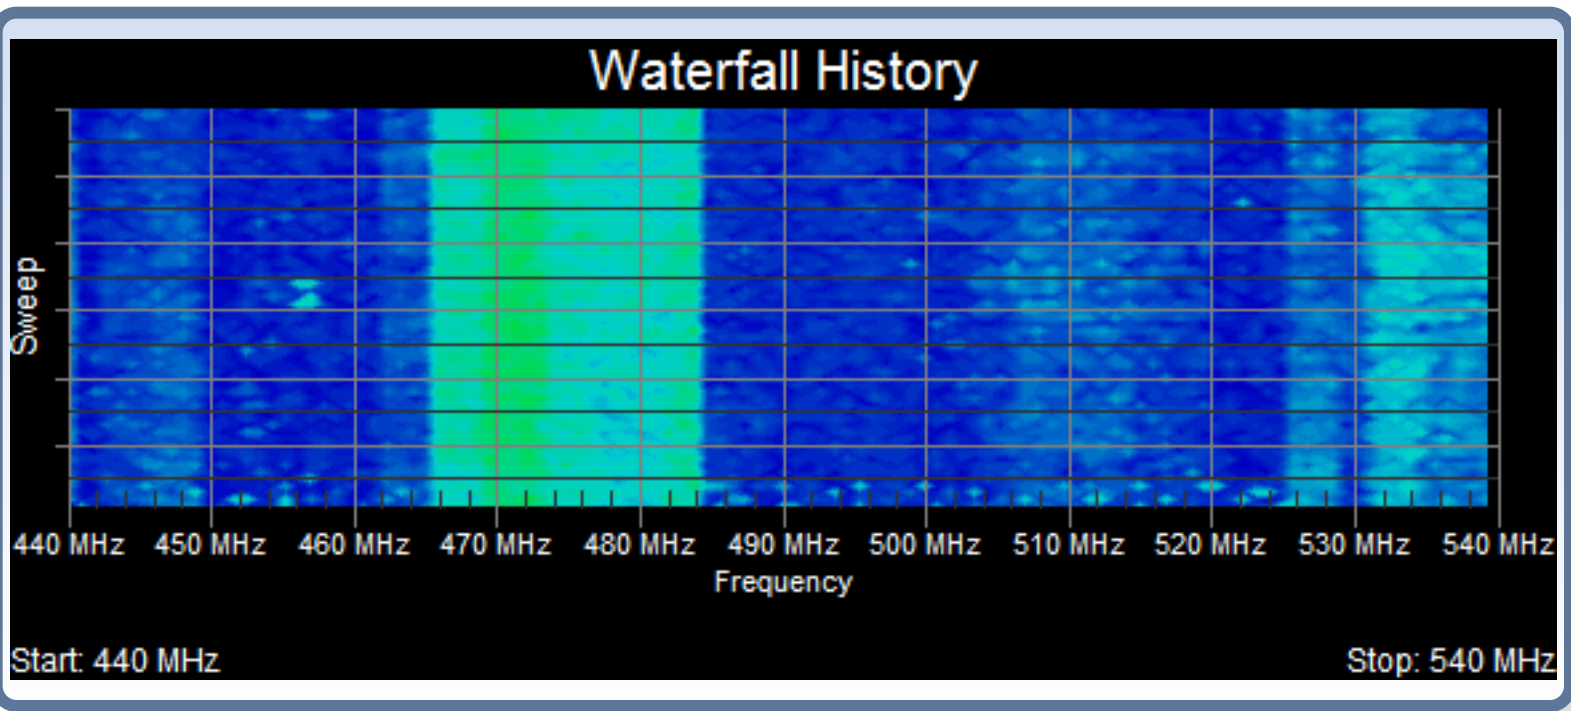 Waterfall History
Sweep
440 MHz 450 MHz 460 MHz 470 MHz 480 MHz 490 MHz 500 MHz 510 MHz 520 MHz 530 MHz 540 MHz
Frequency
Start: 440 MHz Stop: 540 MHz